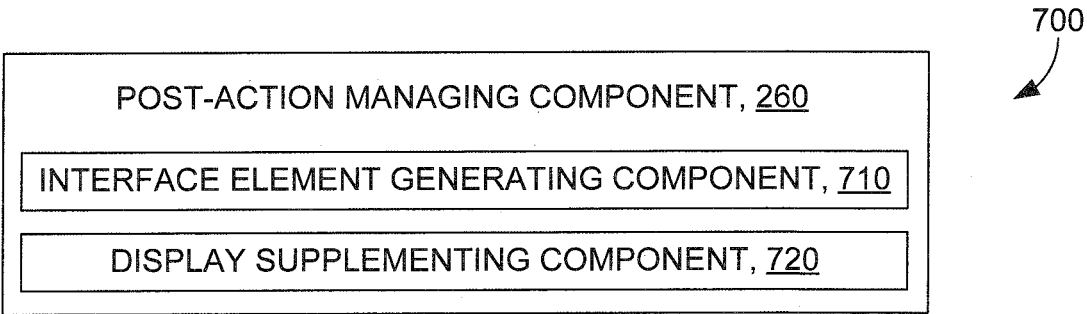 700
POST-ACTION MANAGING COMPONENT, 260
INTERFACE ELEMENT GENERATING COMPONENT, 710
DISPLAY SUPPLEMENTING COMPONENT, 720